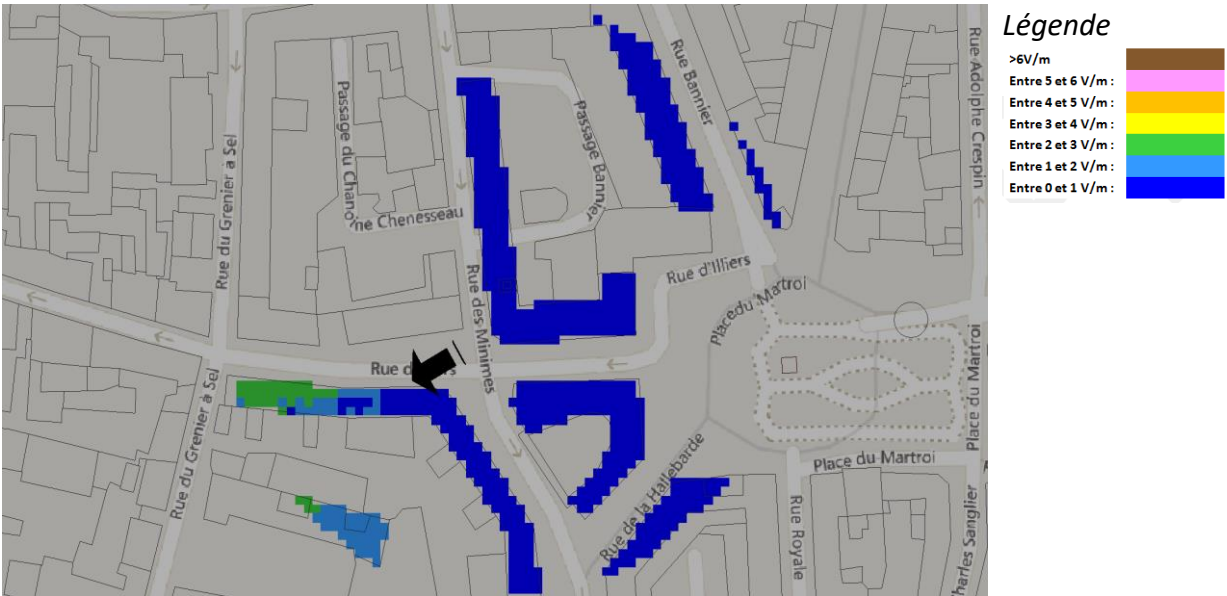 Légende
>6V/m
Entre 5 et 6 V/m :
Entre 4 et 5 V/m :
Entre 3 et 4 V/m :
Entre 2 et 3 V/m :
Entre 1 et 2 V/m :
Entre 0 et 1 V/m :
Rue du Grenier à Sel
Passage du Chanoine Chenesseau
Passage Bannier
Rue Bannier
Rue Adolphe Crespin
Rue d'Illiers
Place du Martroi
Rue des Minimes
Rue d
Rue du Grenier à Sel
Rue de la Hallebarde
Place du Martroi
Place du Martroi
Rue Royale
Charles Sanglier